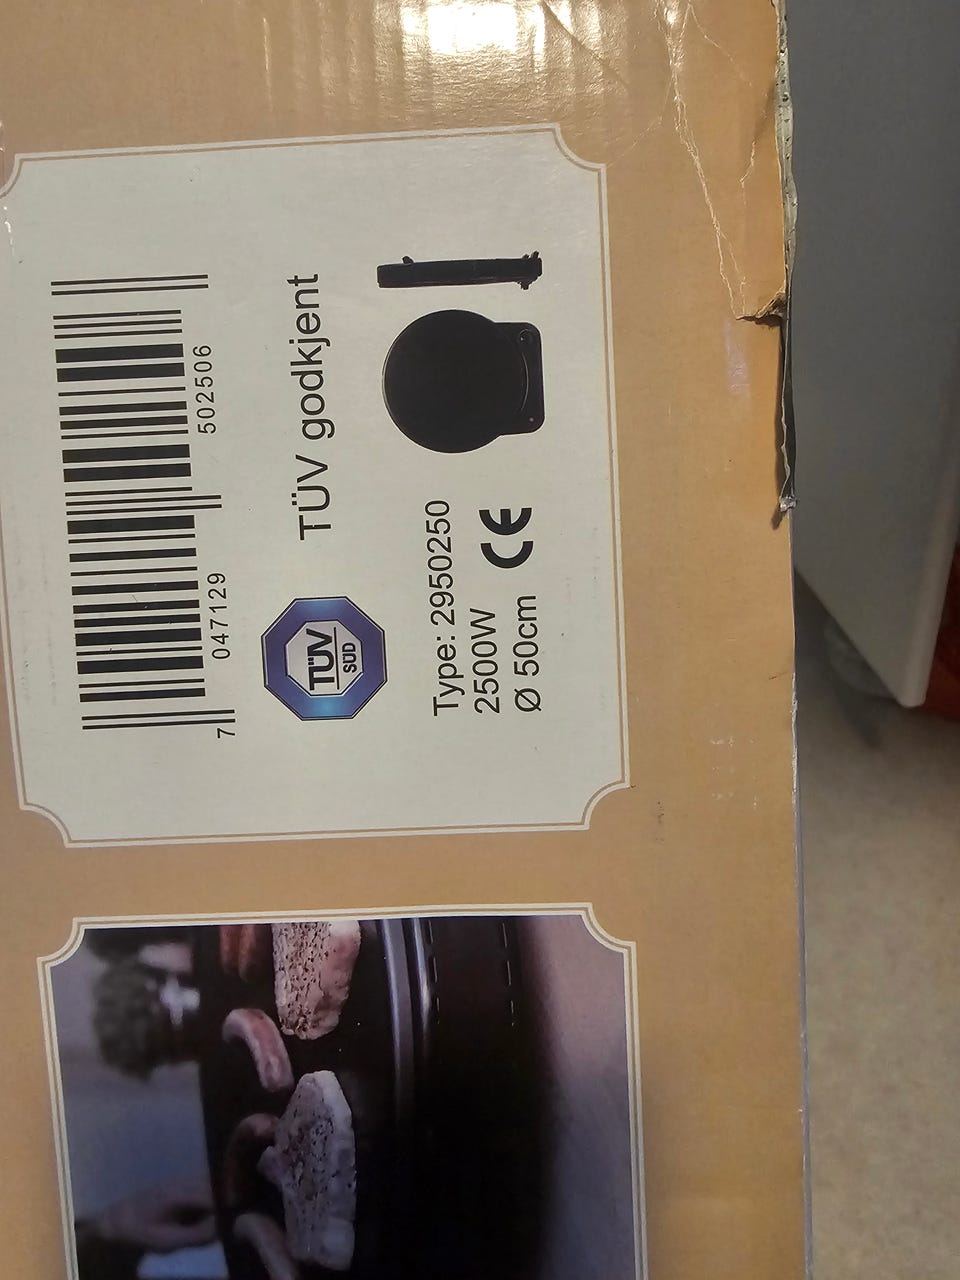 7 047129 502506
TÜV
SÜD
TÜV godkjent
Type: 2950250
2500W
Ø 50cm CE